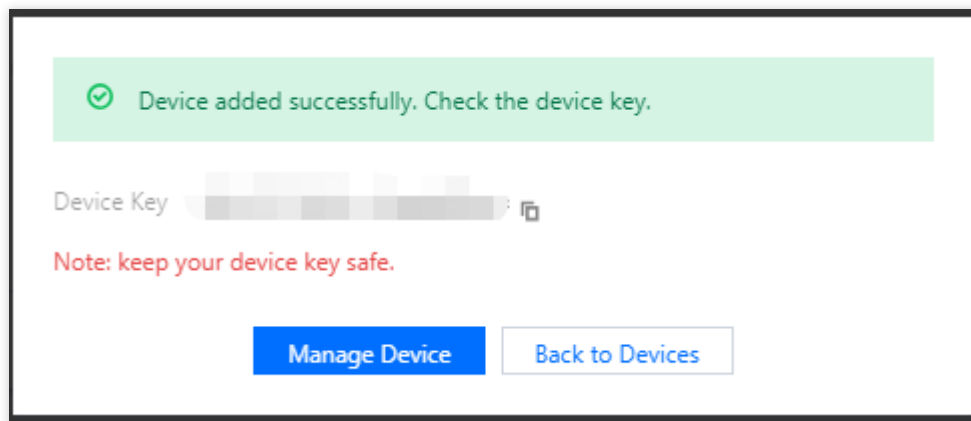 Device added successfully. Check the device key.
Device Key
Note: keep your device key safe.
Manage Device
Back to Devices